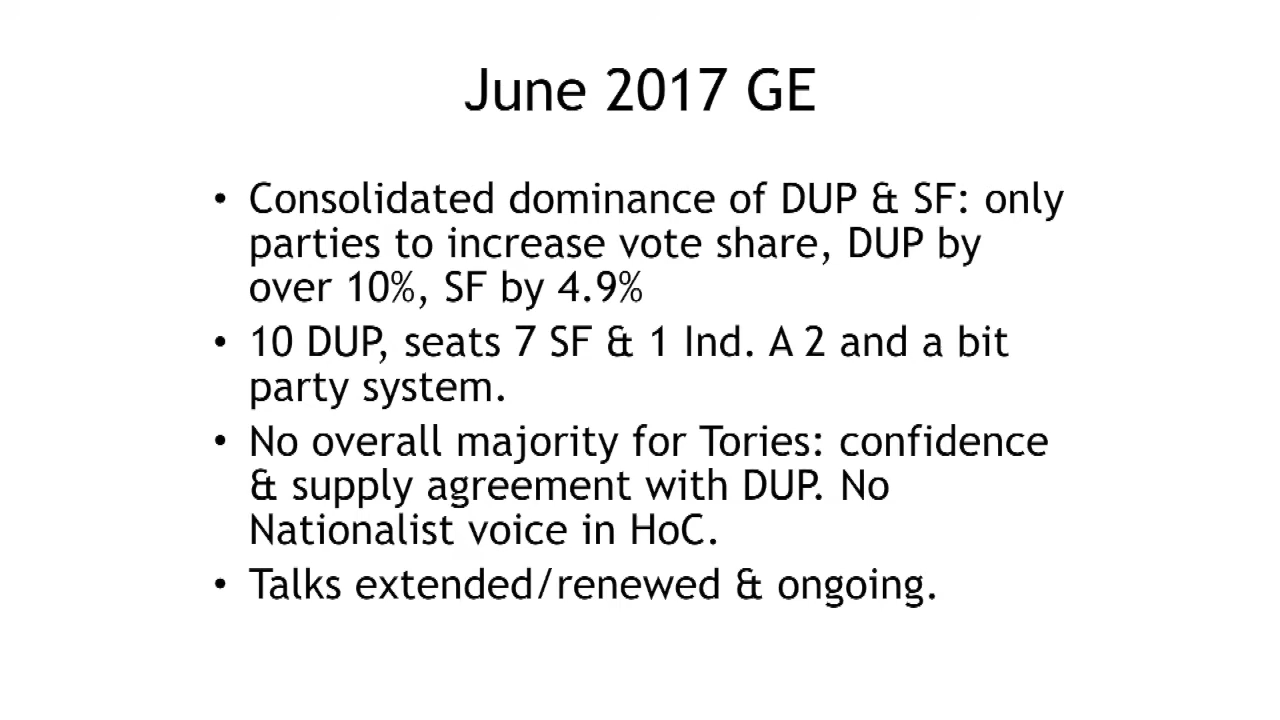 June 2017 GE
• Consolidated dominance of DUP & SF: only
parties to increase vote share, DUP by
over 10%, SF by 4.9%
• 10 DUP, seats 7 SF & 1 Ind. A 2 and a bit
party system.
• No overall majority for Tories: confidence
& supply agreement with DUP. No
Nationalist voice in HoC.
• Talks extended/renewed & ongoing.